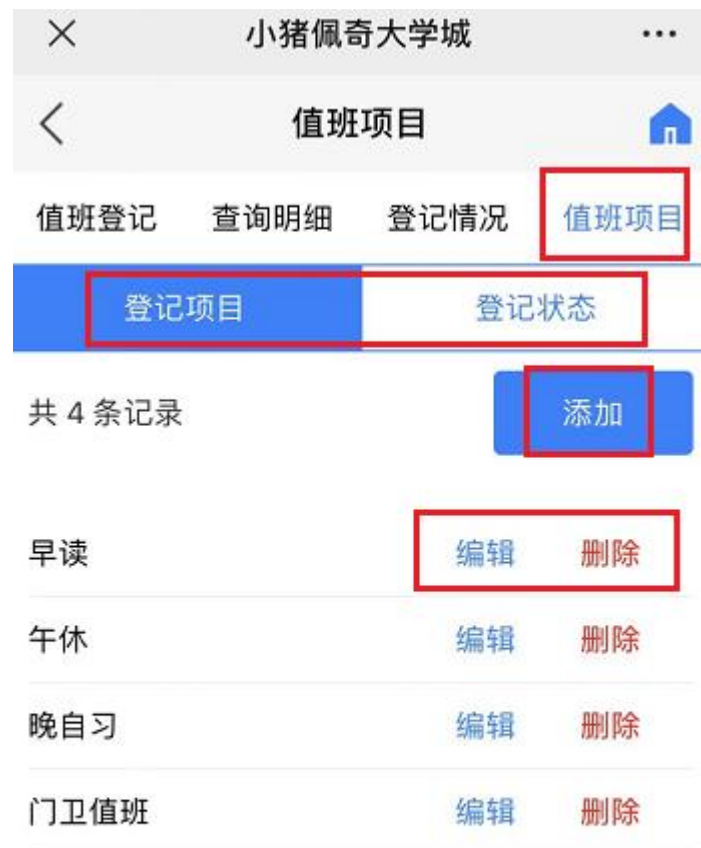 小猪佩奇大学城
值班项目
值班登记 查询明细 登记情况 值班项目
登记项目 登记状态
共 4 条记录 添加
早读 编辑 删除
午休 编辑 删除
晚自习 编辑 删除
门卫值班 编辑 删除